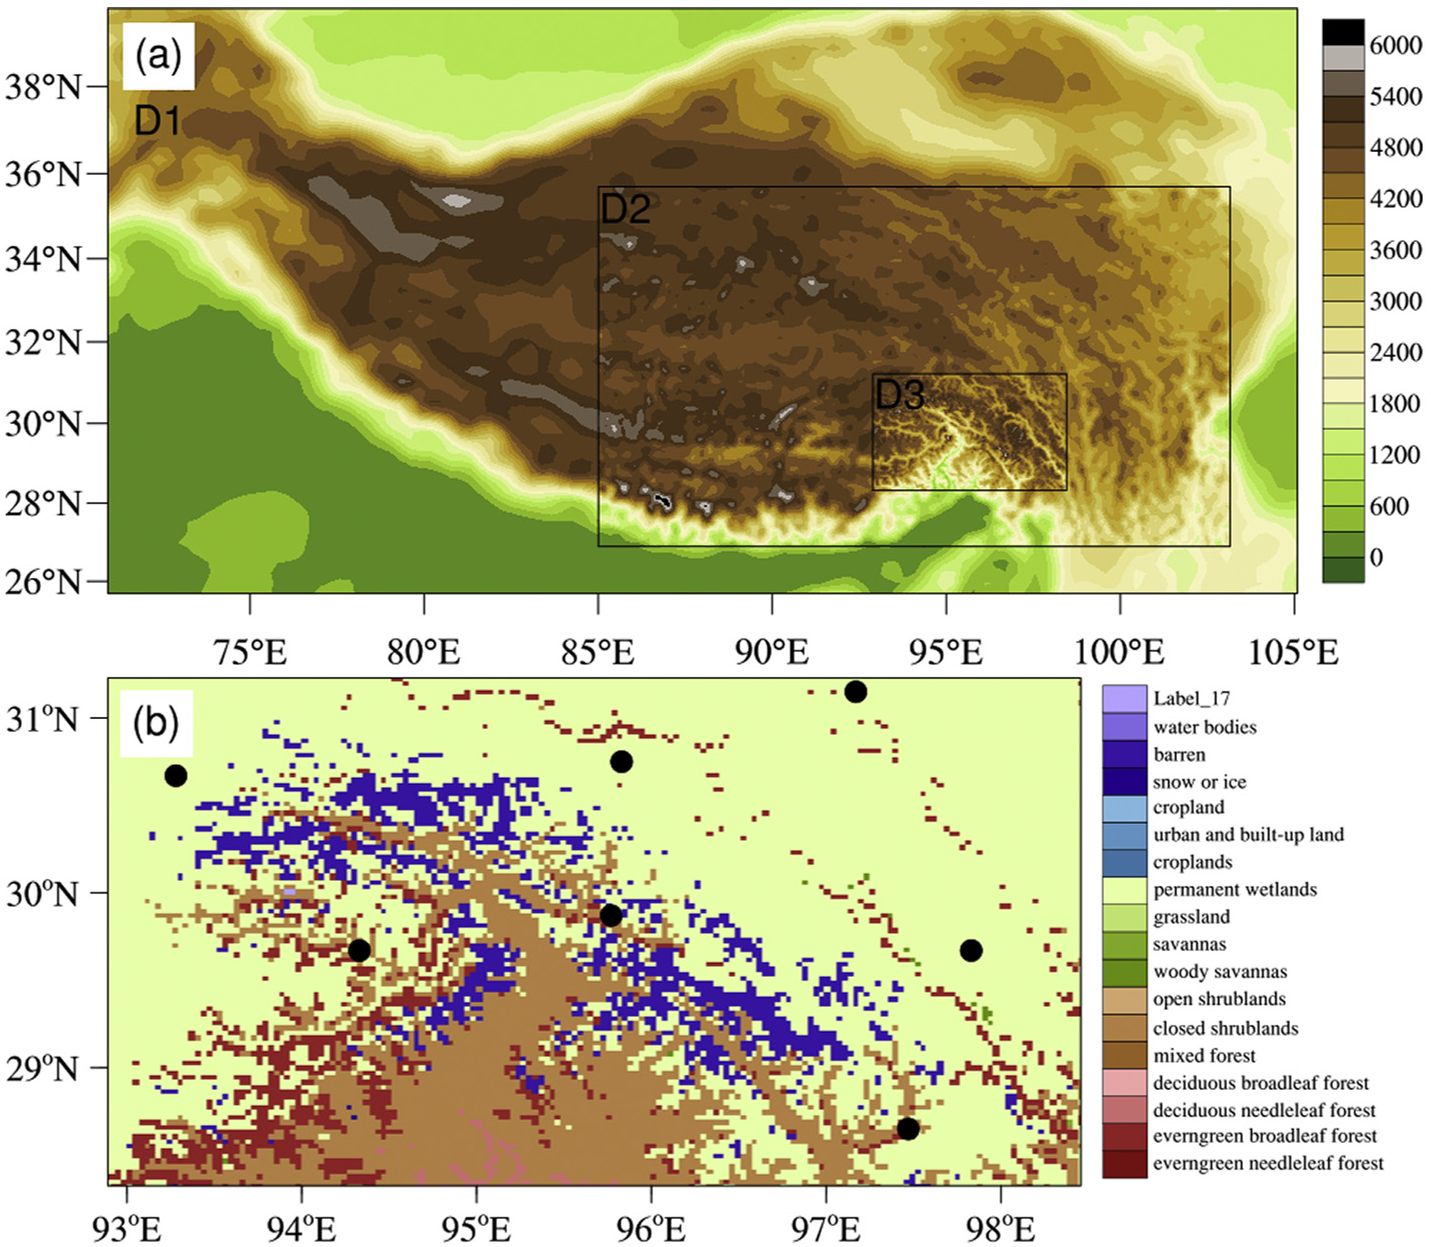 (a)
D1
D2
D3
38°N
36°N
34°N
32°N
30°N
28°N
26°N
75°E
80°E
85°E
90°E
95°E
100°E
105°E
6000
5400
4800
4200
3600
3000
2400
1800
1200
600
0
(b)
31°N
30°N
29°N
93°E
94°E
95°E
96°E
97°E
98°E
Label_17
water bodies
barren
snow or ice
cropland
urban and built-up land
croplands
permanent wetlands
grassland
savannas
woody savannas
open shrublands
closed shrublands
mixed forest
deciduous broadleaf forest
deciduous needleleaf forest
everngreen broadleaf forest
everngreen needleleaf forest